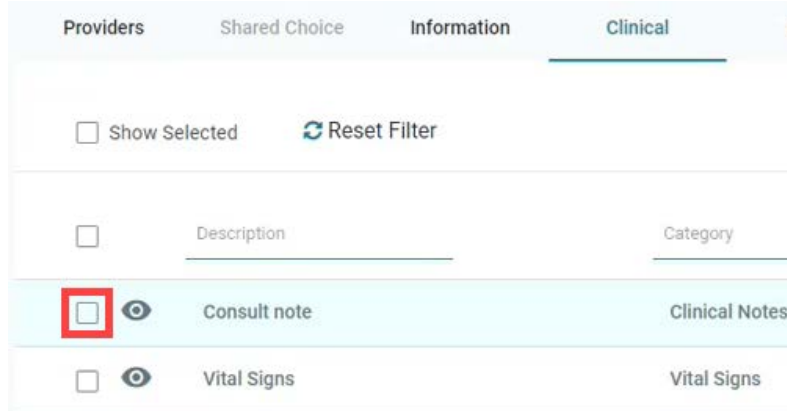 Providers Shared Choice Information Clinical
Show Selected Reset Filter
Description Category
Consult note Clinical Notes
Vital Signs Vital Signs